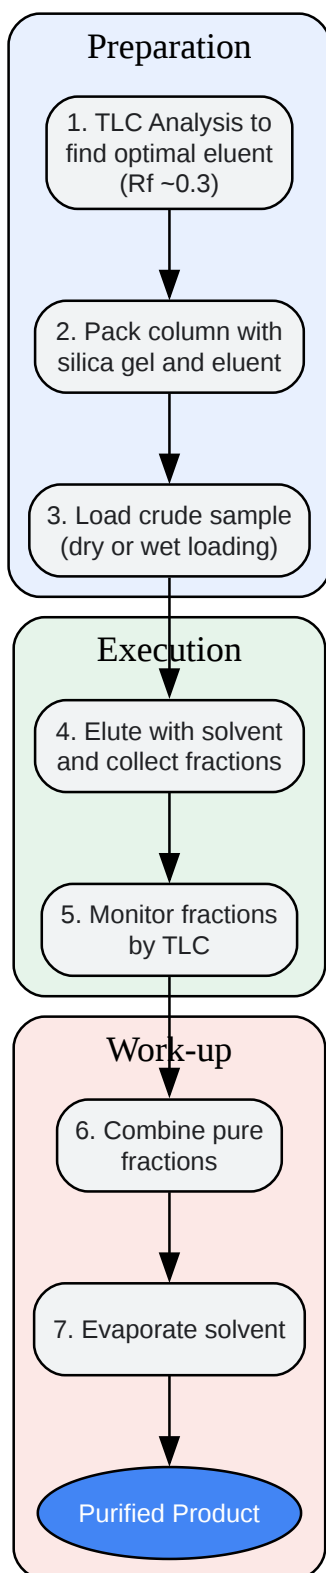 Preparation
1. TLC Analysis to
find optimal eluent
(Rf ~0.3)
2. Pack column with
silica gel and eluent
3. Load crude sample
(dry or wet loading)
Execution
4. Elute with solvent
and collect fractions
5. Monitor fractions
by TLC
Work-up
6. Combine pure
fractions
7. Evaporate solvent
Purified Product